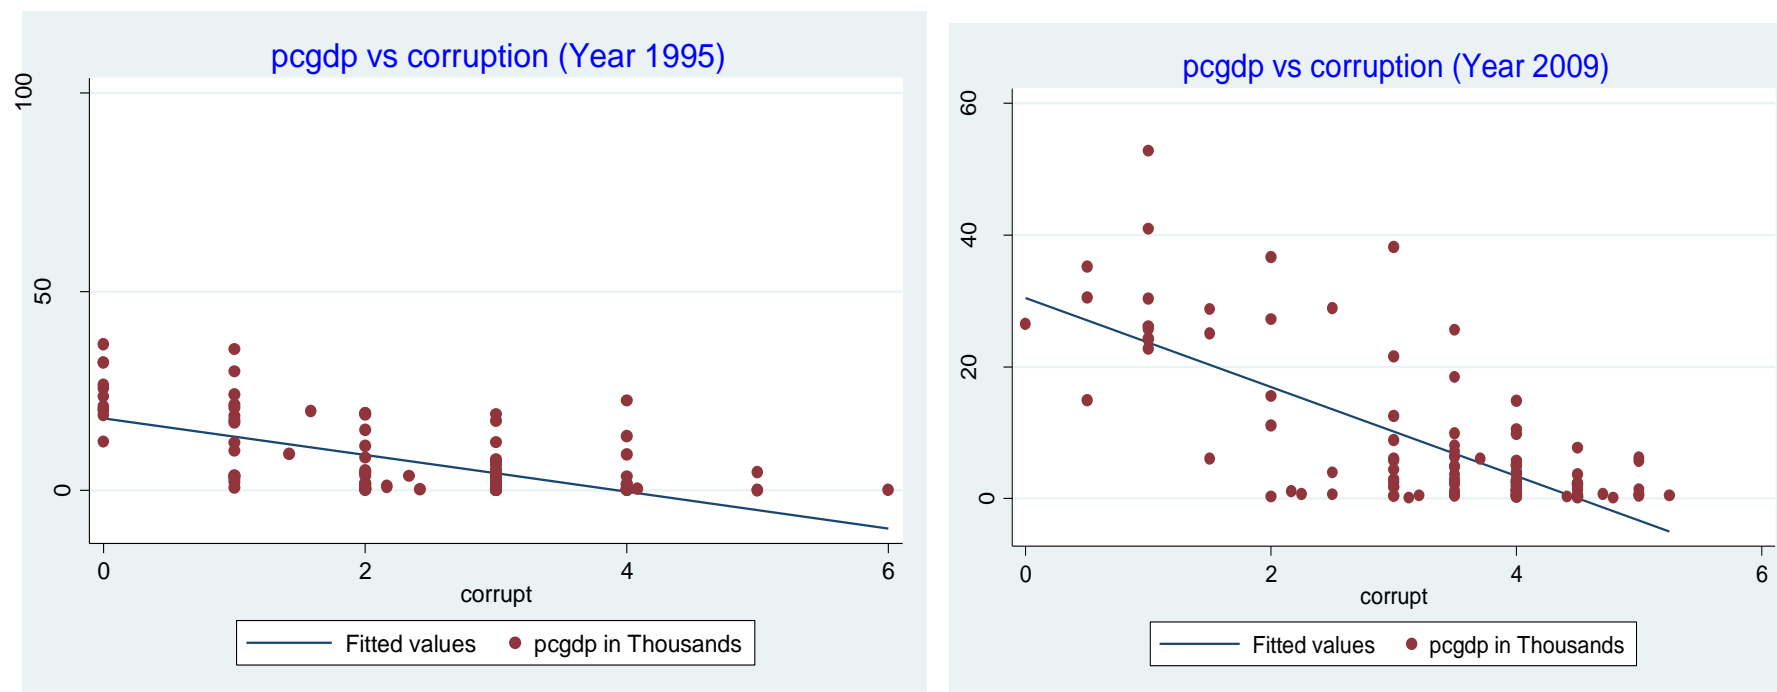 pcgdp vs corruption (Year 1995)
100
50
0
0 2 4 6
corrupt
Fitted values pcgdp in Thousands
pcgdp vs corruption (Year 2009)
60
40
20
0
0 2 4 6
corrupt
Fitted values pcgdp in Thousands